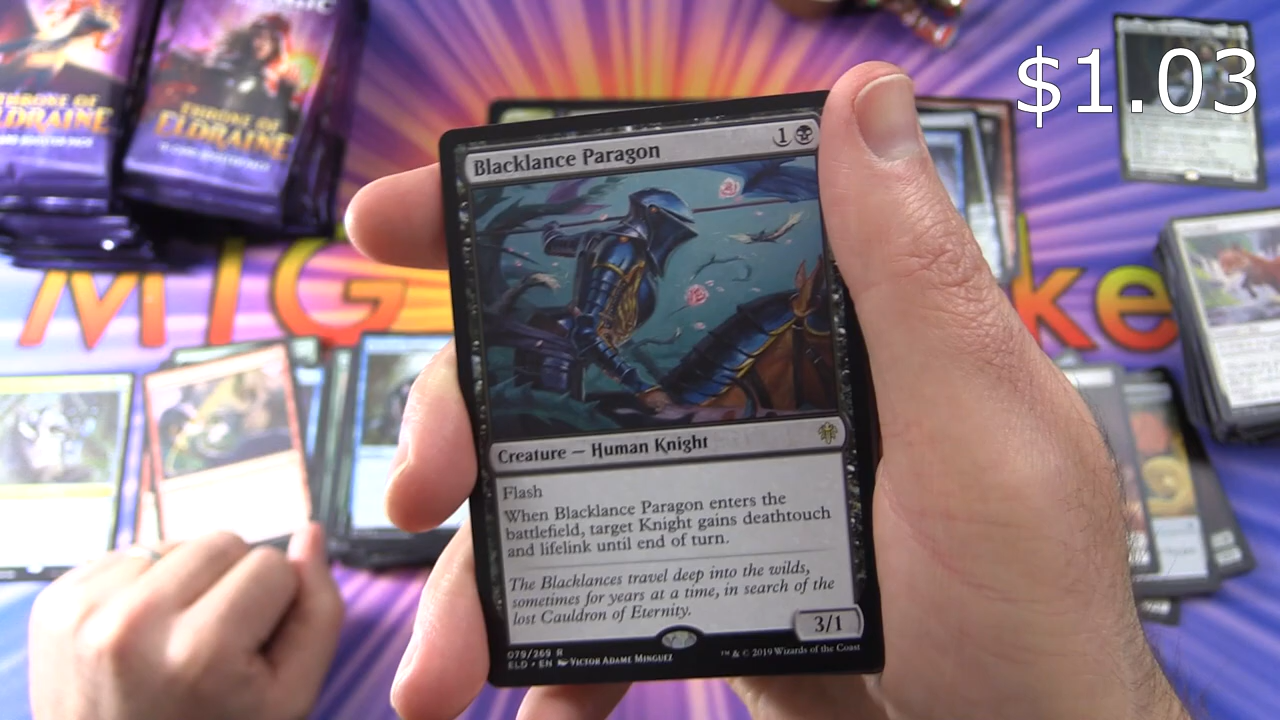 THRONE OF
ELDRAINE
THRONE OF
ELDRAINE
$1.03
MTG
ke
Blacklance Paragon 1
Creature — Human Knight
Flash
When Blacklance Paragon enters the
battlefield, target Knight gains deathtouch
and lifelink until end of turn.
The Blacklances travel deep into the wilds,
sometimes for years at a time, in search of the
lost Cauldron of Eternity.
3/1
079/269 R
ELD • EN Victor Adame Minguez
™ & © 2019 Wizards of the Coast